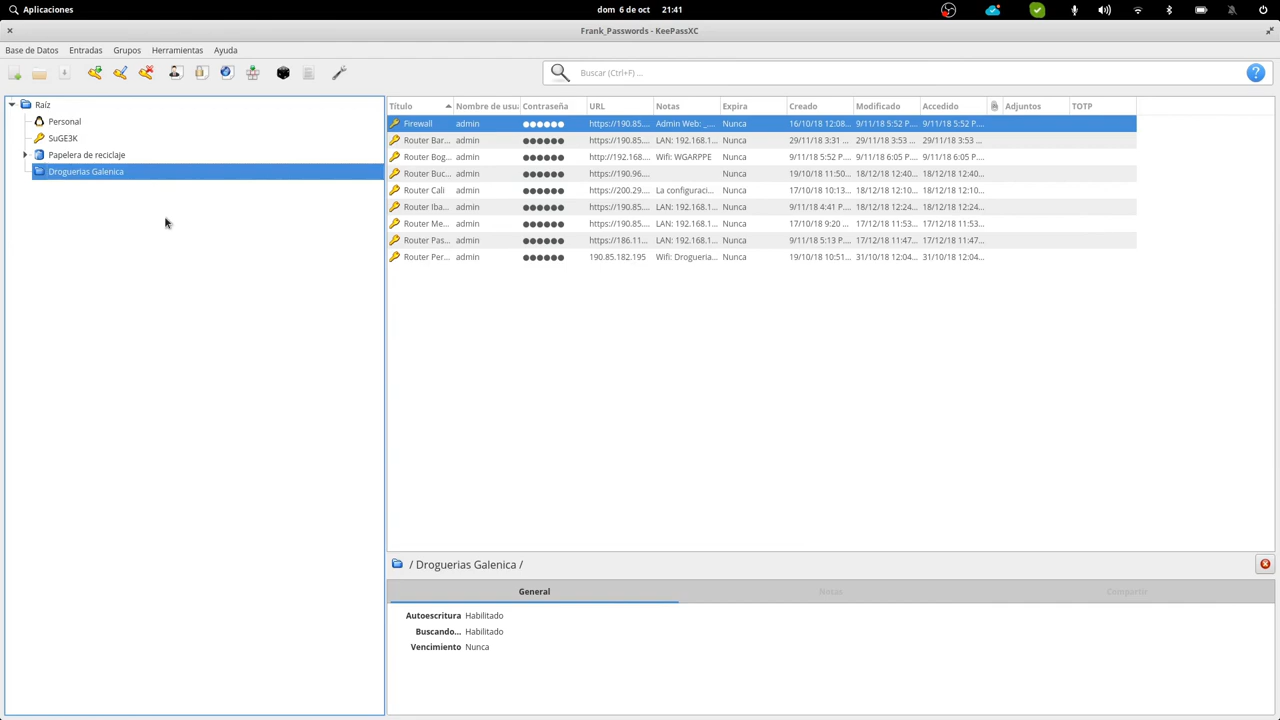 Aplicaciones dom 6 de oct 21:41
Frank_Passwords - KeePassXC
Base de Datos Entradas Grupos Herramientas Ayuda
Buscar (Ctrl+F) ...
Raíz
Personal
SuGE3K
Papelera de reciclaje
Droguerias Galenica
Título Nombre de usu Contraseña URL Notas Expira Creado Modificado Accedido Adjuntos TOTP
Firewall admin ●●●●●● https://190.85.... Admin Web: _... Nunca 16/10/18 12:08... 9/11/18 5:52 P... 9/11/18 5:52 P...
Router Bar... admin ●●●●●● https://190.85.... LAN: 192.168.1... Nunca 29/11/18 3:31 ... 29/11/18 3:53 ... 29/11/18 3:53 ...
Router Bog... admin ●●●●●● http://192.168.... Wifi: WGARPPE Nunca 9/11/18 5:52 P... 9/11/18 6:05 P... 9/11/18 6:05 P...
Router Buc... admin ●●●●●● https://190.96.... Nunca 19/10/18 11:50... 18/12/18 12:40... 18/12/18 12:40...
Router Cali admin ●●●●●● https://200.29.... La configuraci... Nunca 17/10/18 10:13... 18/12/18 12:10... 18/12/18 12:10...
Router Iba... admin ●●●●●● https://190.85.... LAN: 192.168.1... Nunca 9/11/18 4:41 P... 18/12/18 12:24... 18/12/18 12:24...
Router Me... admin ●●●●●● https://190.85.... LAN: 192.168.1... Nunca 17/10/18 9:20 ... 17/12/18 11:53... 17/12/18 11:53...
Router Pas... admin ●●●●●● https://186.11... LAN: 192.168.1... Nunca 9/11/18 5:13 P... 17/12/18 11:47... 17/12/18 11:47...
Router Per... admin ●●●●●● 190.85.182.195 Wifi: Drogueria... Nunca 19/10/18 10:51... 31/10/18 12:04... 31/10/18 12:04...
/ Droguerias Galenica /
General Notas Compartir
Autoescritura Habilitado
Buscando... Habilitado
Vencimiento Nunca